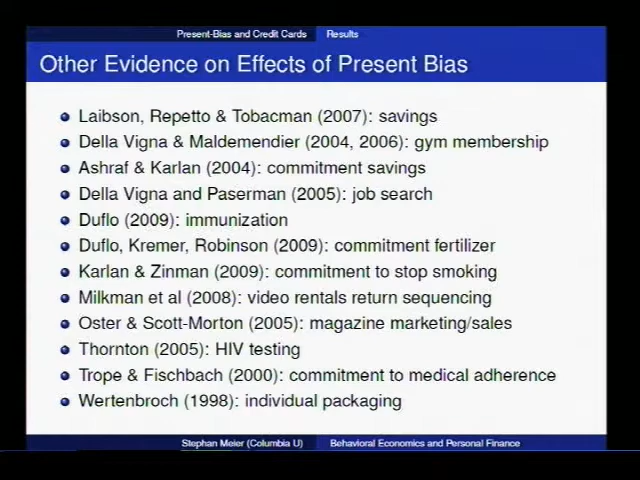 Present-Bias and Credit Cards Results
Other Evidence on Effects of Present Bias
Laibson, Repetto & Tobacman (2007): savings
Della Vigna & Maldemendier (2004, 2006): gym membership
Ashraf & Karlan (2004): commitment savings
Della Vigna and Paserman (2005): job search
Duflo (2009): immunization
Duflo, Kremer, Robinson (2009): commitment fertilizer
Karlan & Zinman (2009): commitment to stop smoking
Milkman et al (2008): video rentals return sequencing
Oster & Scott-Morton (2005): magazine marketing/sales
Thornton (2005): HIV testing
Trope & Fischbach (2000): commitment to medical adherence
Wertenbroch (1998): individual packaging
Stephan Meier (Columbia U) Behavioral Economics and Personal Finance